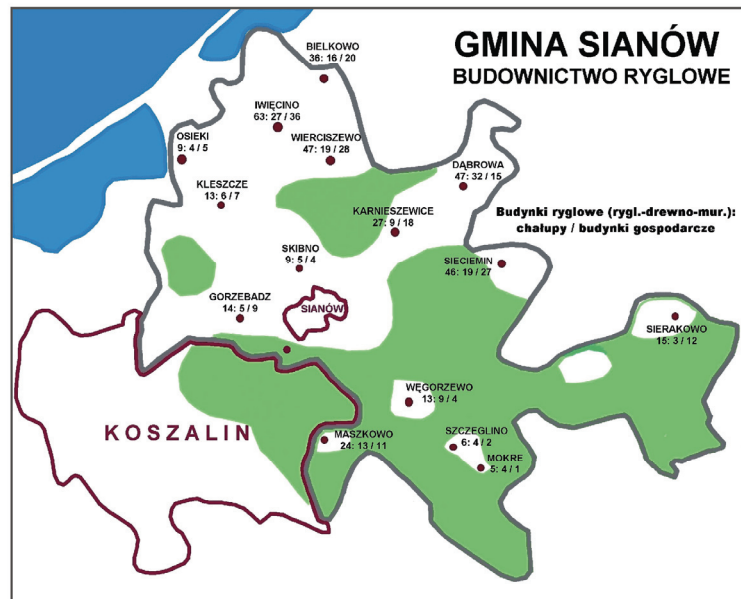 GMINA SIANÓW
BUDOWNICTWO RYGLOWE
BIELKOWO
36: 16 / 20
IWIĘCINO
63: 27 / 36
OSIEKI
9: 4 / 5
WIERCISZEWO
47: 19 / 28
DĄBROWA
47: 32 / 15
KLESZCZE
13: 6 / 7
Budynki ryglowe (rygl.-drewno-mur.):
chałupy / budynki gospodarcze
KARNIESZEWICE
27: 9 / 18
SKIBNO
9: 5 / 4
SIECIEMIN
46: 19 / 27
GORZEBĄDZ
14: 5 / 9
SIANÓW
SIERAKOWO
15: 3 / 12
WĘGORZEWO
13: 9 / 4
KOSZALIN
MASZKOWO
24: 13 / 11
SZCZEGLINO
6: 4 / 2
MOKRE
5: 4 / 1